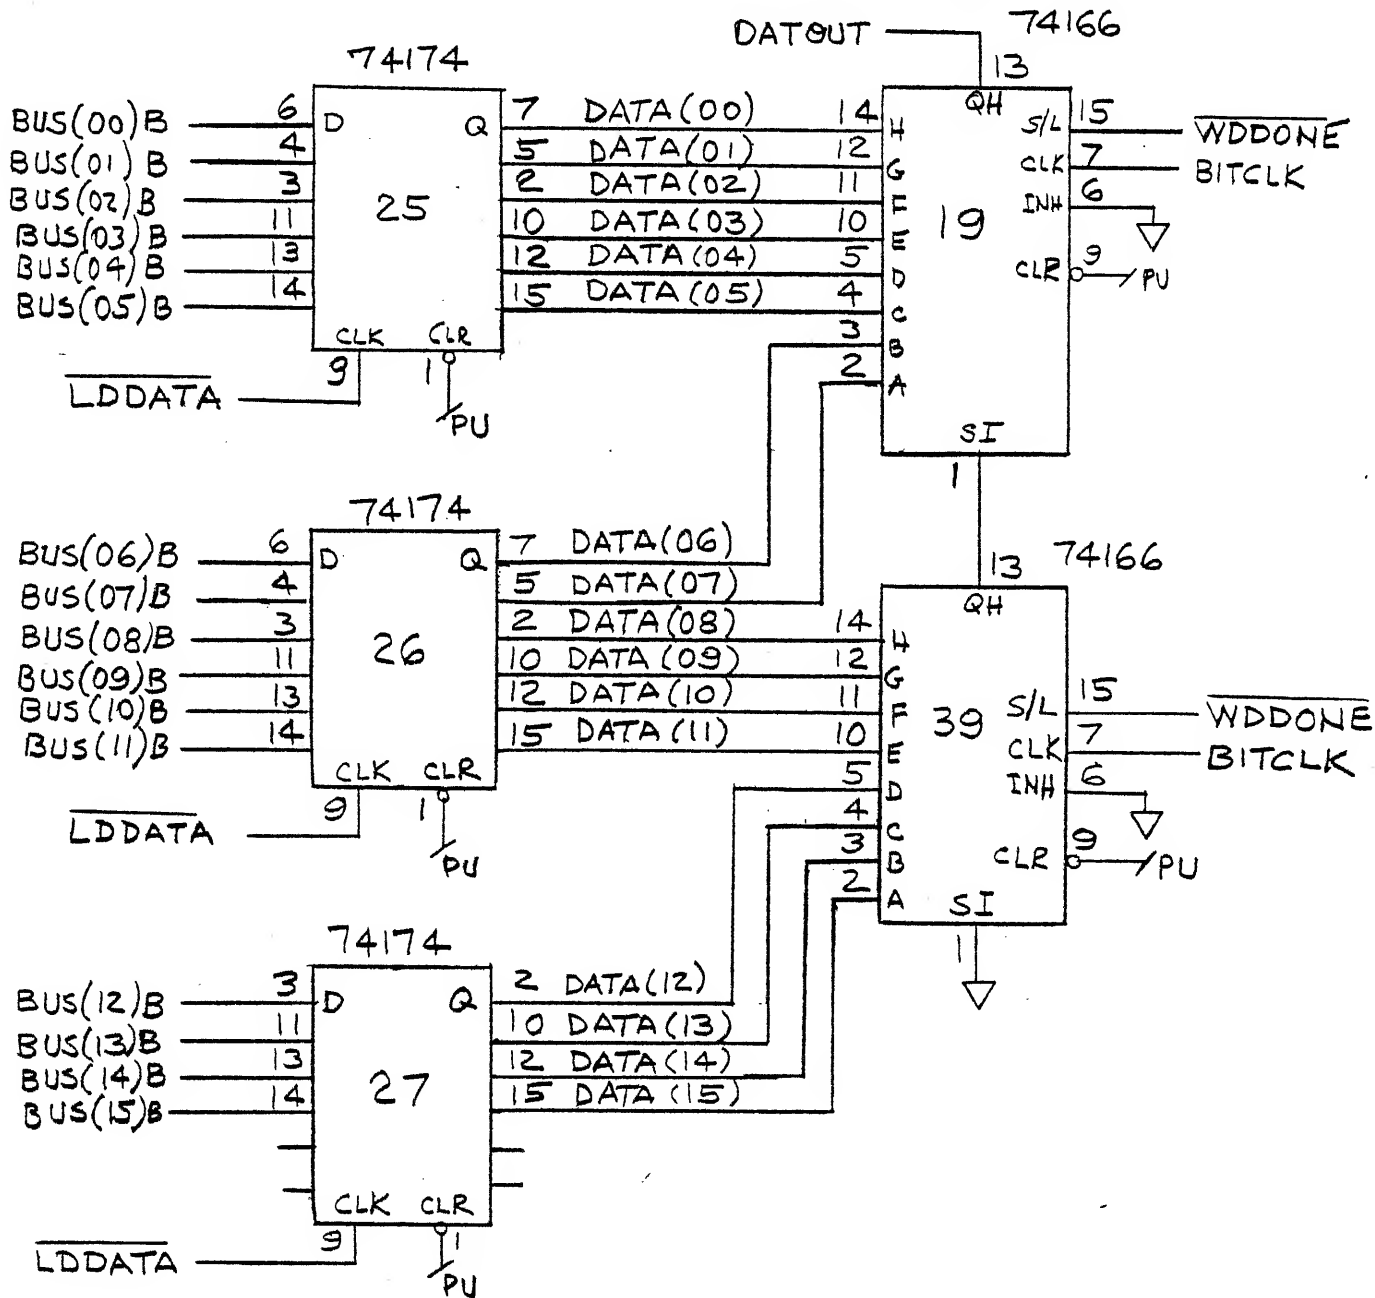 DATOUT
74166
13
QH
74174
BUS(00)B 6 D Q 7 DATA(00) 14 H S/L 15 WDDONE
BUS(01)B 4 5 DATA(01) 12 G CLK 7 BITCLK
BUS(02)B 3 2 DATA(02) 11 F INH 6
BUS(03)B 11 25 10 DATA(03) 10 E 19
BUS(04)B 13 12 DATA(04) 5 D CLR 9 PU
BUS(05)B 14 15 DATA(05) 4 C
CLK CLR 3 B
9 1 2 A
LDDATA PU
SI
1
74174
13 74166
QH
BUS(06)B 6 D Q 7 DATA(06)
BUS(07)B 4 5 DATA(07)
BUS(08)B 3 2 DATA(08) 14 H
BUS(09)B 11 26 10 DATA(09) 12 G
BUS(10)B 13 12 DATA(10) 11 F 39 S/L 15 WDDONE
BUS(11)B 14 15 DATA(11) 10 E CLK 7 BITCLK
CLK CLR 5 D INH 6
9 1 4 C
LDDATA PU
3 B CLR 9 PU
2 A SI
1
74174
BUS(12)B 3 D Q 2 DATA(12)
BUS(13)B 11 10 DATA(13)
BUS(14)B 13 27 12 DATA(14)
BUS(15)B 14 15 DATA(15)
CLK CLR
9 1
LDDATA PU